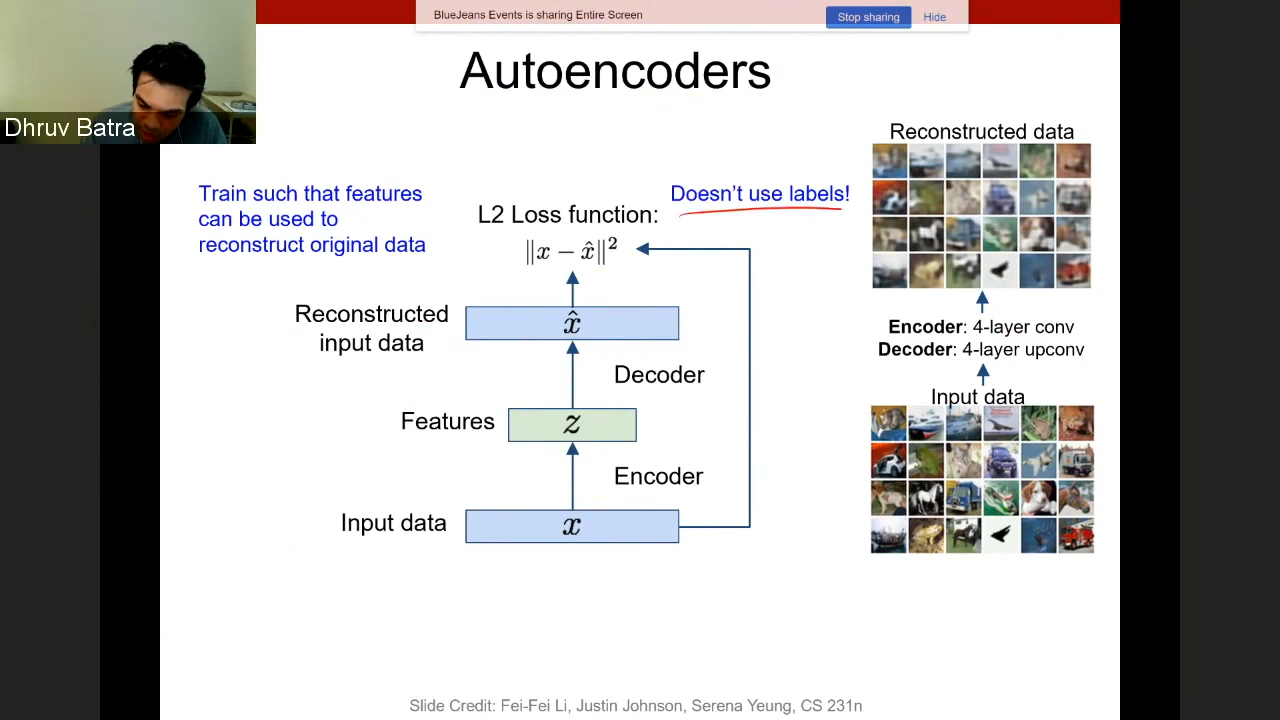 BlueJeans Events is sharing Entire Screen
Stop sharing
Hide
Dhruv Batra
Autoencoders
Train such that features
can be used to
reconstruct original data
Doesn't use labels!
L2 Loss function:
‖x − x̂‖²
Reconstructed
input data
x̂
Decoder
Features
z
Encoder
Input data
x
Reconstructed data
Encoder: 4-layer conv
Decoder: 4-layer upconv
Input data
Slide Credit: Fei-Fei Li, Justin Johnson, Serena Yeung, CS 231n